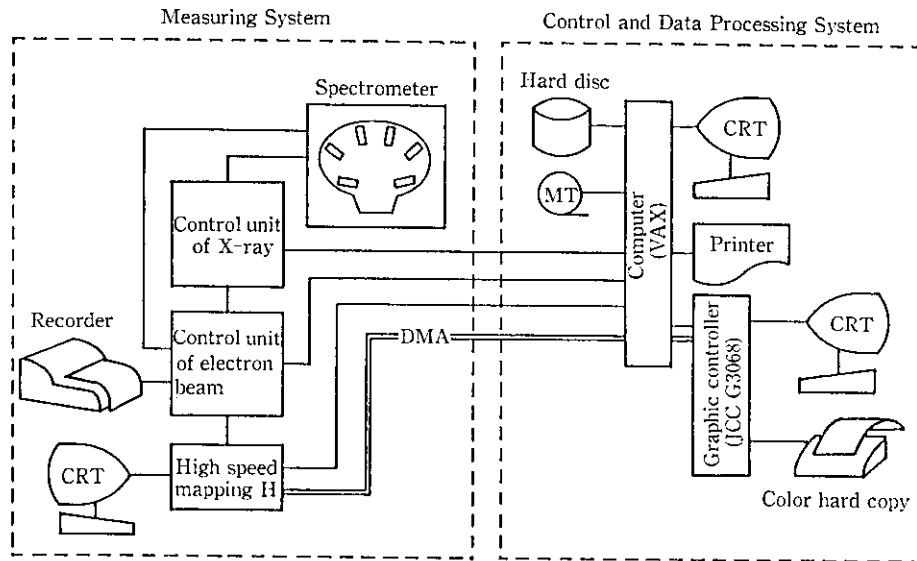 Measuring System
Control and Data Processing System
Spectrometer
Hard disc
CRT
MT
Control unit
of X-ray
Computer
(VAX)
Printer
Recorder
Control unit
of electron
beam
DMA
CRT
Graphic controller
(JCC G3068)
CRT
High speed
mapping H
Color hard copy